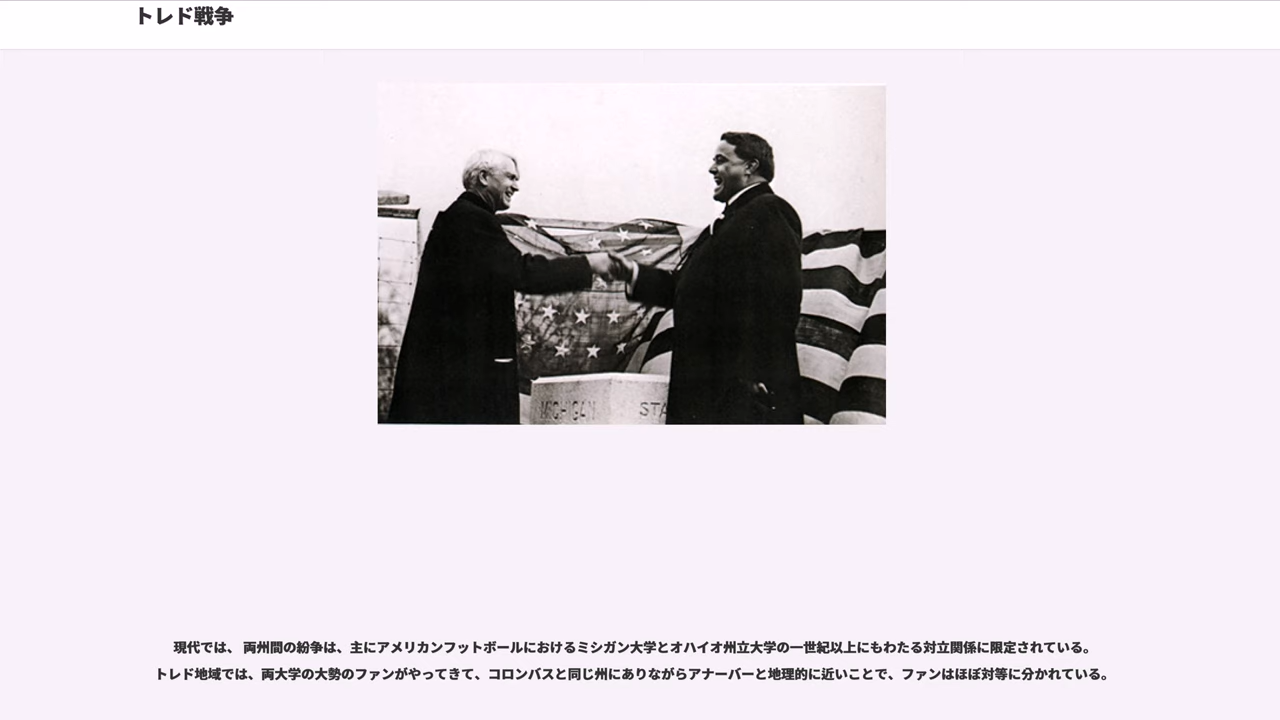 トレド戦争
MICHIGAN
STA
現代では、 両州間の紛争は、主にアメリカンフットボールにおけるミシガン大学とオハイオ州立大学の一世紀以上にもわたる対立関係に限定されている。
トレド地域では、両大学の大勢のファンがやってきて、コロンバスと同じ州にありながらアナーバーと地理的に近いことで、ファンはほぼ対等に分かれている。